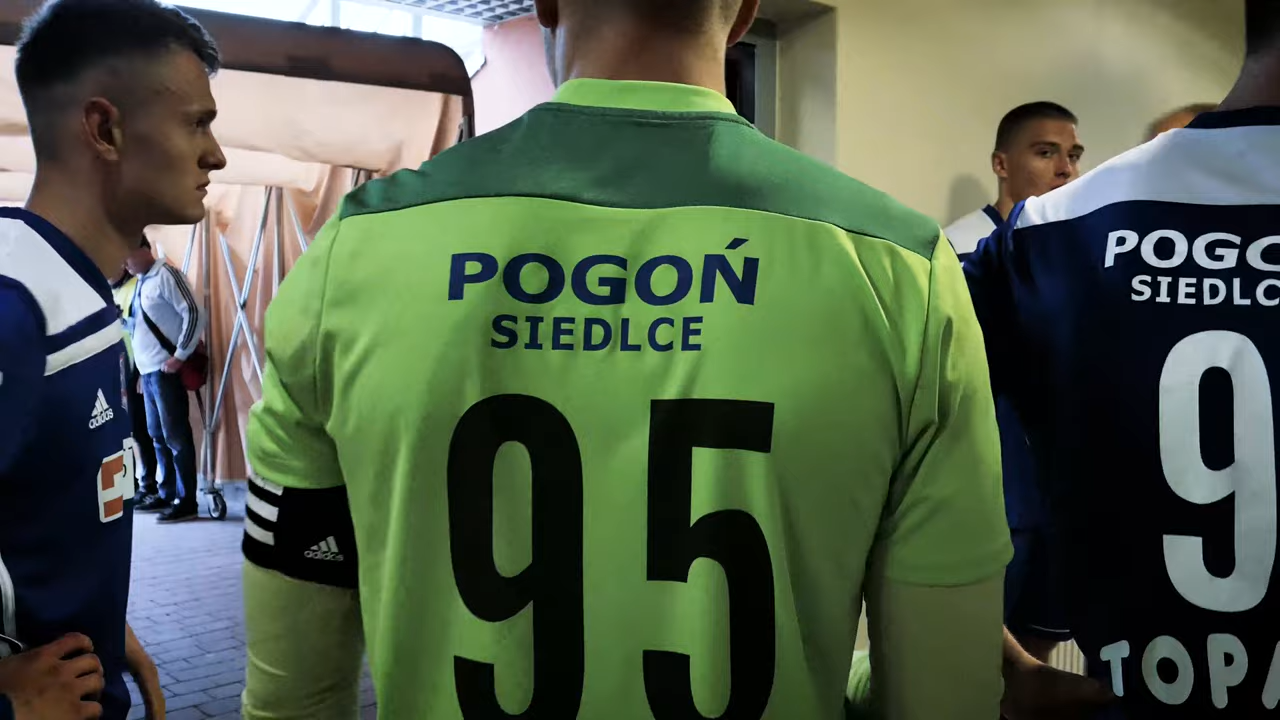 POGOŃ
SIEDLCE
95
adidas
adidas
POGO
SIEDLC
9
TOPA